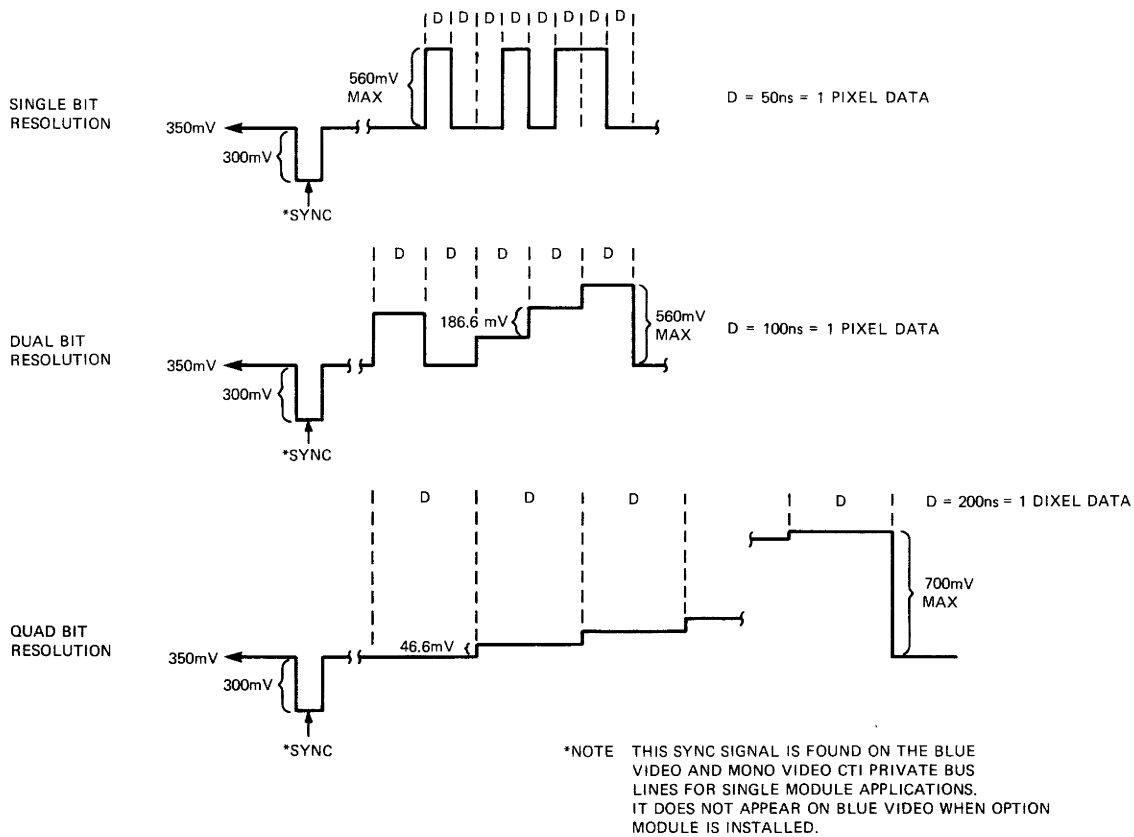 D D D D D D D D
560mV
MAX
D = 50ns = 1 PIXEL DATA
SINGLE BIT
RESOLUTION
350mV
300mV
*SYNC
D D D D D
186.6 mV
560mV
MAX
D = 100ns = 1 PIXEL DATA
DUAL BIT
RESOLUTION
350mV
300mV
*SYNC
D D D D
D = 200ns = 1 DIXEL DATA
700mV
MAX
QUAD BIT
RESOLUTION
46.6mV
350mV
300mV
*SYNC
*NOTE THIS SYNC SIGNAL IS FOUND ON THE BLUE
VIDEO AND MONO VIDEO CTI PRIVATE BUS
LINES FOR SINGLE MODULE APPLICATIONS.
IT DOES NOT APPEAR ON BLUE VIDEO WHEN OPTION
MODULE IS INSTALLED.